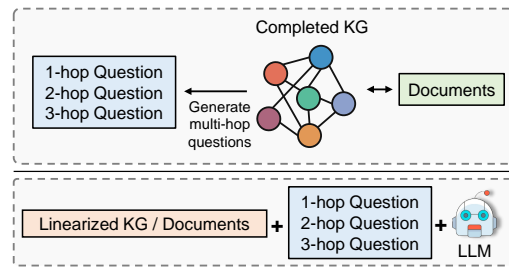 Completed KG
1-hop Question
2-hop Question
3-hop Question
Generate
multi-hop
questions
Documents
Linearized KG / Documents
+
1-hop Question
2-hop Question
3-hop Question
+
LLM